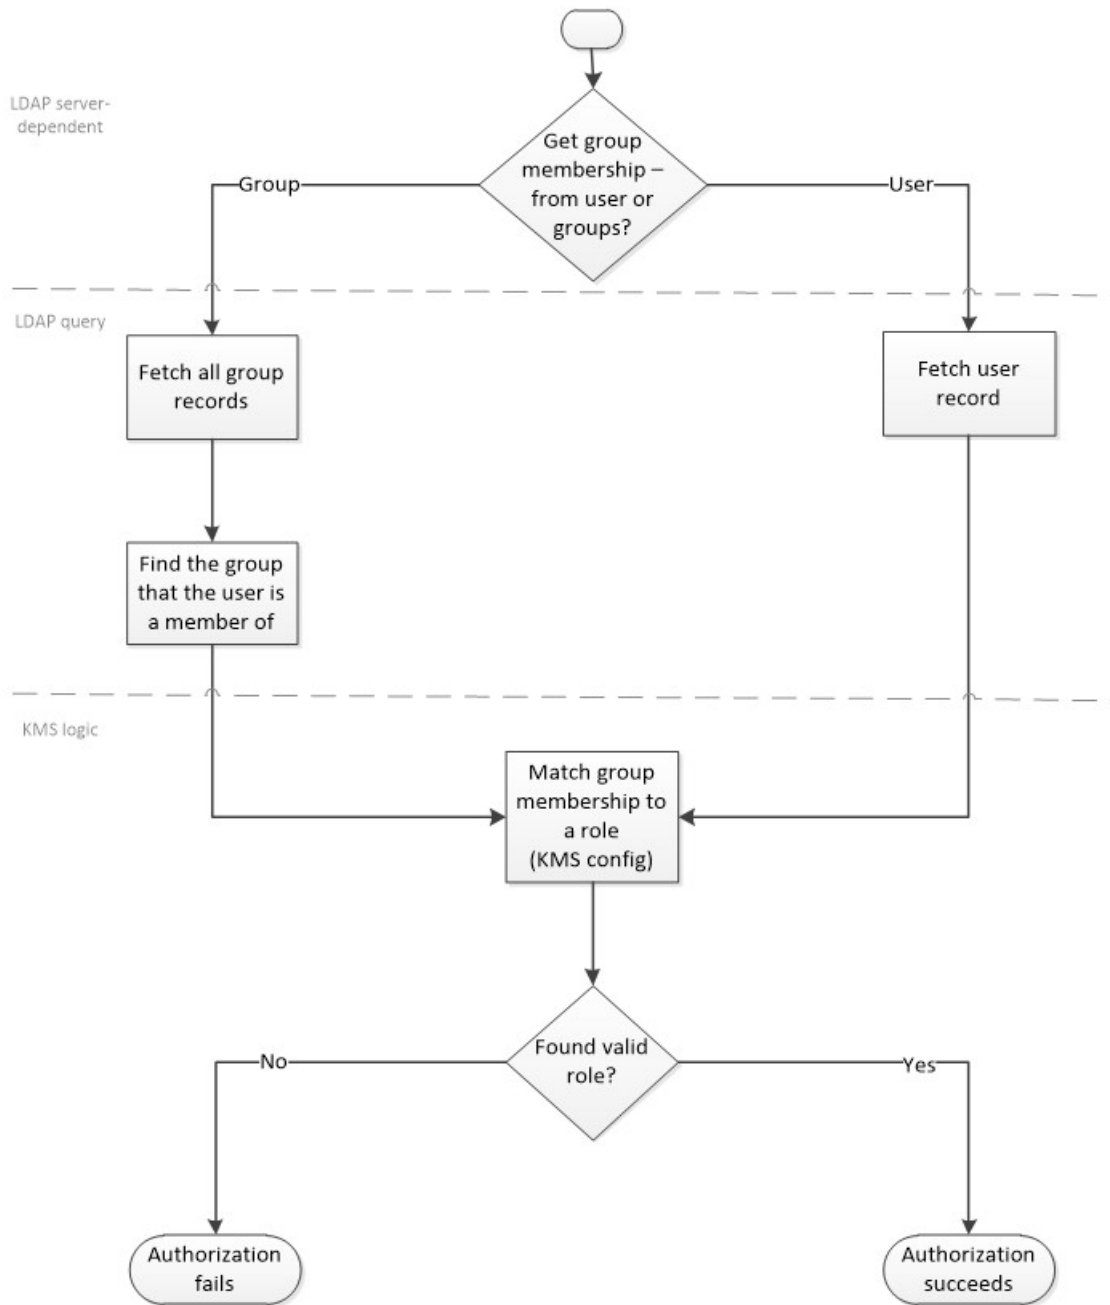 LDAP server-
dependent
Get group
membership –
from user or
groups?
Group
User
LDAP query
Fetch all group
records
Fetch user
record
Find the group
that the user is
a member of
KMS logic
Match group
membership to
a role
(KMS config)
Found valid
role?
No
Yes
Authorization
fails
Authorization
succeeds